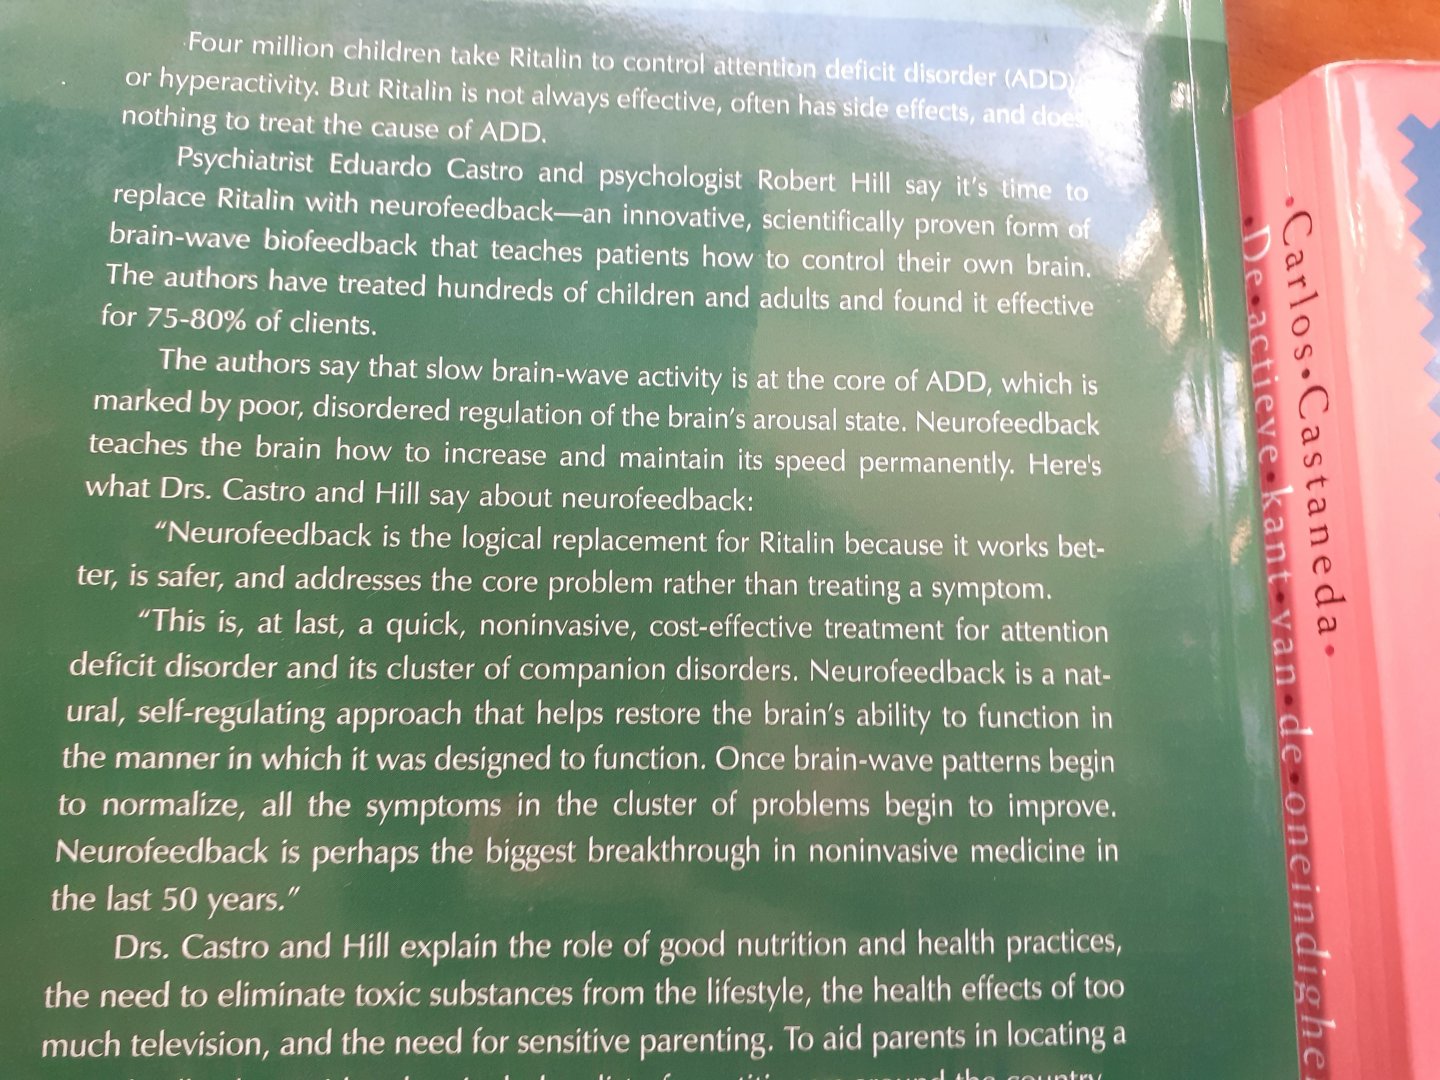 Four million children take Ritalin to control attention deficit disorder (ADD)
or hyperactivity. But Ritalin is not always effective, often has side effects, and does
nothing to treat the cause of ADD.
Psychiatrist Eduardo Castro and psychologist Robert Hill say it's time to
replace Ritalin with neurofeedback—an innovative, scientifically proven form of
brain-wave biofeedback that teaches patients how to control their own brain.
The authors have treated hundreds of children and adults and found it effective
for 75-80% of clients.
The authors say that slow brain-wave activity is at the core of ADD, which is
marked by poor, disordered regulation of the brain's arousal state. Neurofeedback
teaches the brain how to increase and maintain its speed permanently. Here's
what Drs. Castro and Hill say about neurofeedback:
"Neurofeedback is the logical replacement for Ritalin because it works bet-
ter, is safer, and addresses the core problem rather than treating a symptom.
"This is, at last, a quick, noninvasive, cost-effective treatment for attention
deficit disorder and its cluster of companion disorders. Neurofeedback is a nat-
ural, self-regulating approach that helps restore the brain's ability to function in
the manner in which it was designed to function. Once brain-wave patterns begin
to normalize, all the symptoms in the cluster of problems begin to improve.
Neurofeedback is perhaps the biggest breakthrough in noninvasive medicine in
the last 50 years."
Drs. Castro and Hill explain the role of good nutrition and health practices,
the need to eliminate toxic substances from the lifestyle, the health effects of too
much television, and the need for sensitive parenting. To aid parents in locating a
around the country,
•Carlos•Castaneda•
•De•actieve•kant•van•de•oneindighe